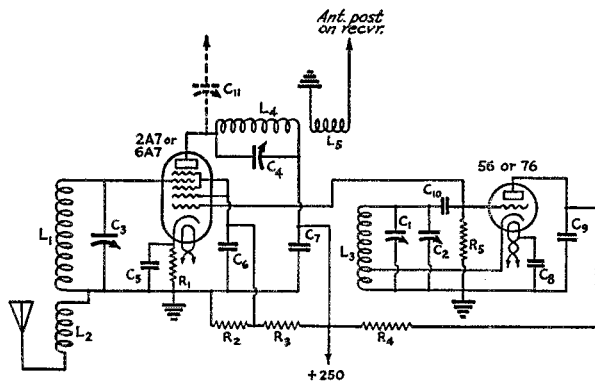 Ant. post
on recvr.
C11
L4
2A7 or
6A7
L5
C4
56 or 76
C10
L1
C3
C5
R1
C6
C7
L3
C1
C2
R5
C8
C9
L2
R2
R3
R4
+250